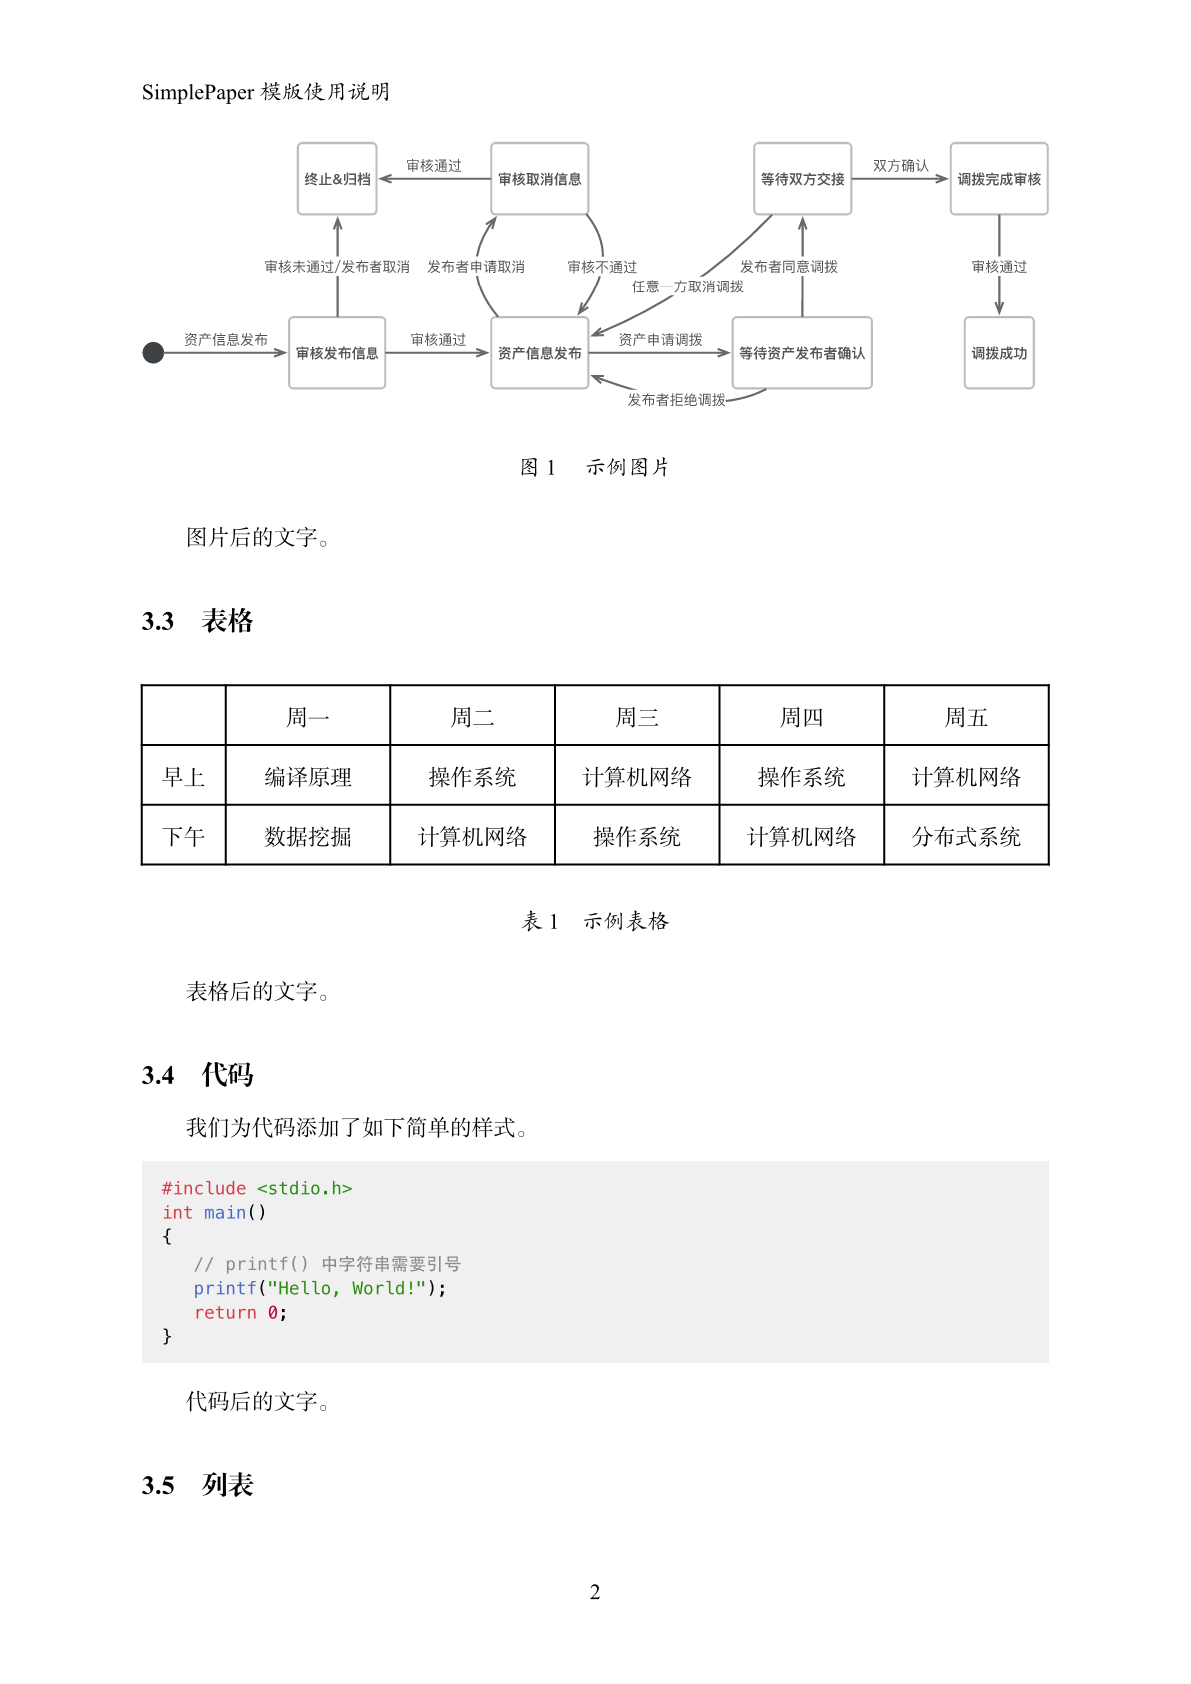 SimplePaper 模版使用说明
审核通过
双方确认
终止&归档
审核取消信息
等待双方交接
调拨完成审核
审核未通过/发布者取消
发布者申请取消
审核不通过
发布者同意调拨
审核通过
任意一方取消调拨
资产信息发布
审核通过
资产申请调拨
审核发布信息
资产信息发布
等待资产发布者确认
调拨成功
发布者拒绝调拨
图 1 示例图片
图片后的文字。
3.3 表格
周一 周二 周三 周四 周五
早上 编译原理 操作系统 计算机网络 操作系统 计算机网络
下午 数据挖掘 计算机网络 操作系统 计算机网络 分布式系统
表 1 示例表格
表格后的文字。
3.4 代码
我们为代码添加了如下简单的样式。
#include <stdio.h>
int main()
{
   // printf() 中字符串需要引号
   printf("Hello, World!");
   return 0;
}
代码后的文字。
3.5 列表
2